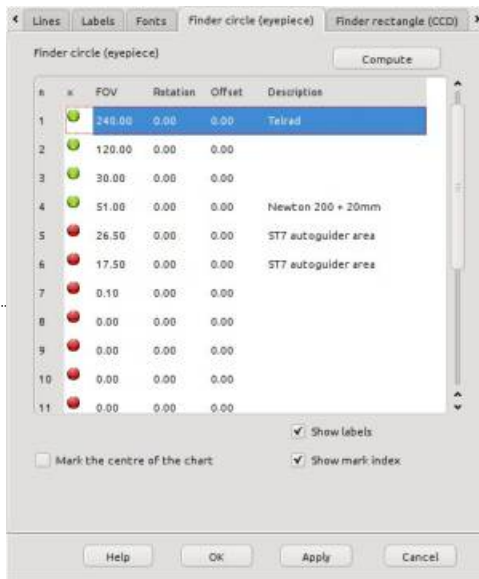 Lines Labels Fonts Finder circle (eyepiece) Finder rectangle (CCD)
Finder circle (eyepiece)
Compute
n x FOV Rotation Offset Description
1 240.00 0.00 0.00 Telrad
2 120.00 0.00 0.00
3 30.00 0.00 0.00
4 51.00 0.00 0.00 Newton 200 + 20mm
5 26.50 0.00 0.00 ST7 autoguider area
6 17.50 0.00 0.00 ST7 autoguider area
7 0.10 0.00 0.00
8 0.00 0.00 0.00
9 0.00 0.00 0.00
10 0.00 0.00 0.00
11 0.00 0.00 0.00
Show labels
Mark the centre of the chart Show mark index
Help OK Apply Cancel